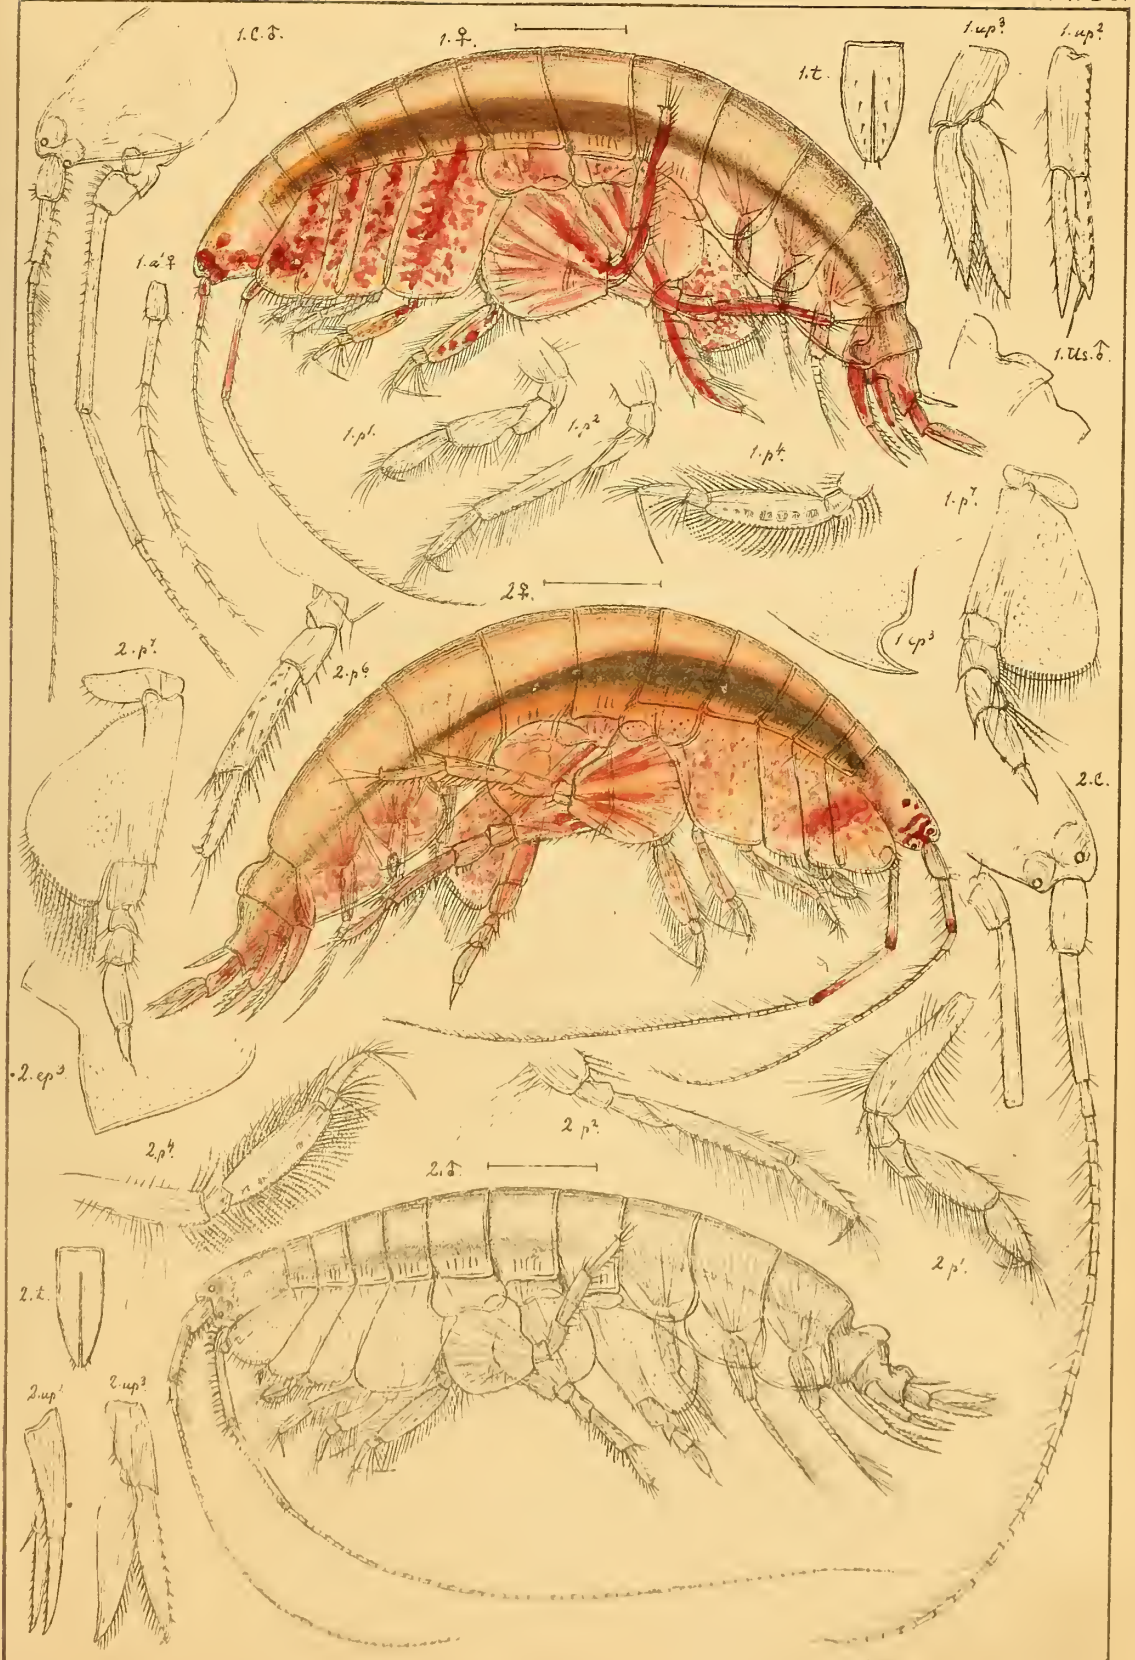 1.C.♂.
1.♀.
1.t.
1.up³.
1.up².
1.a¹♀
1.Us.♂.
1.p¹.
1.p²
1.p⁴.
1.p⁷.
2♀.
1.ep³
2.p⁷.
2.p⁶
2.C.
2.ep³
2.p⁴.
2 p².
2.♂.
2 p¹.
2.t.
2.up¹
2.up³